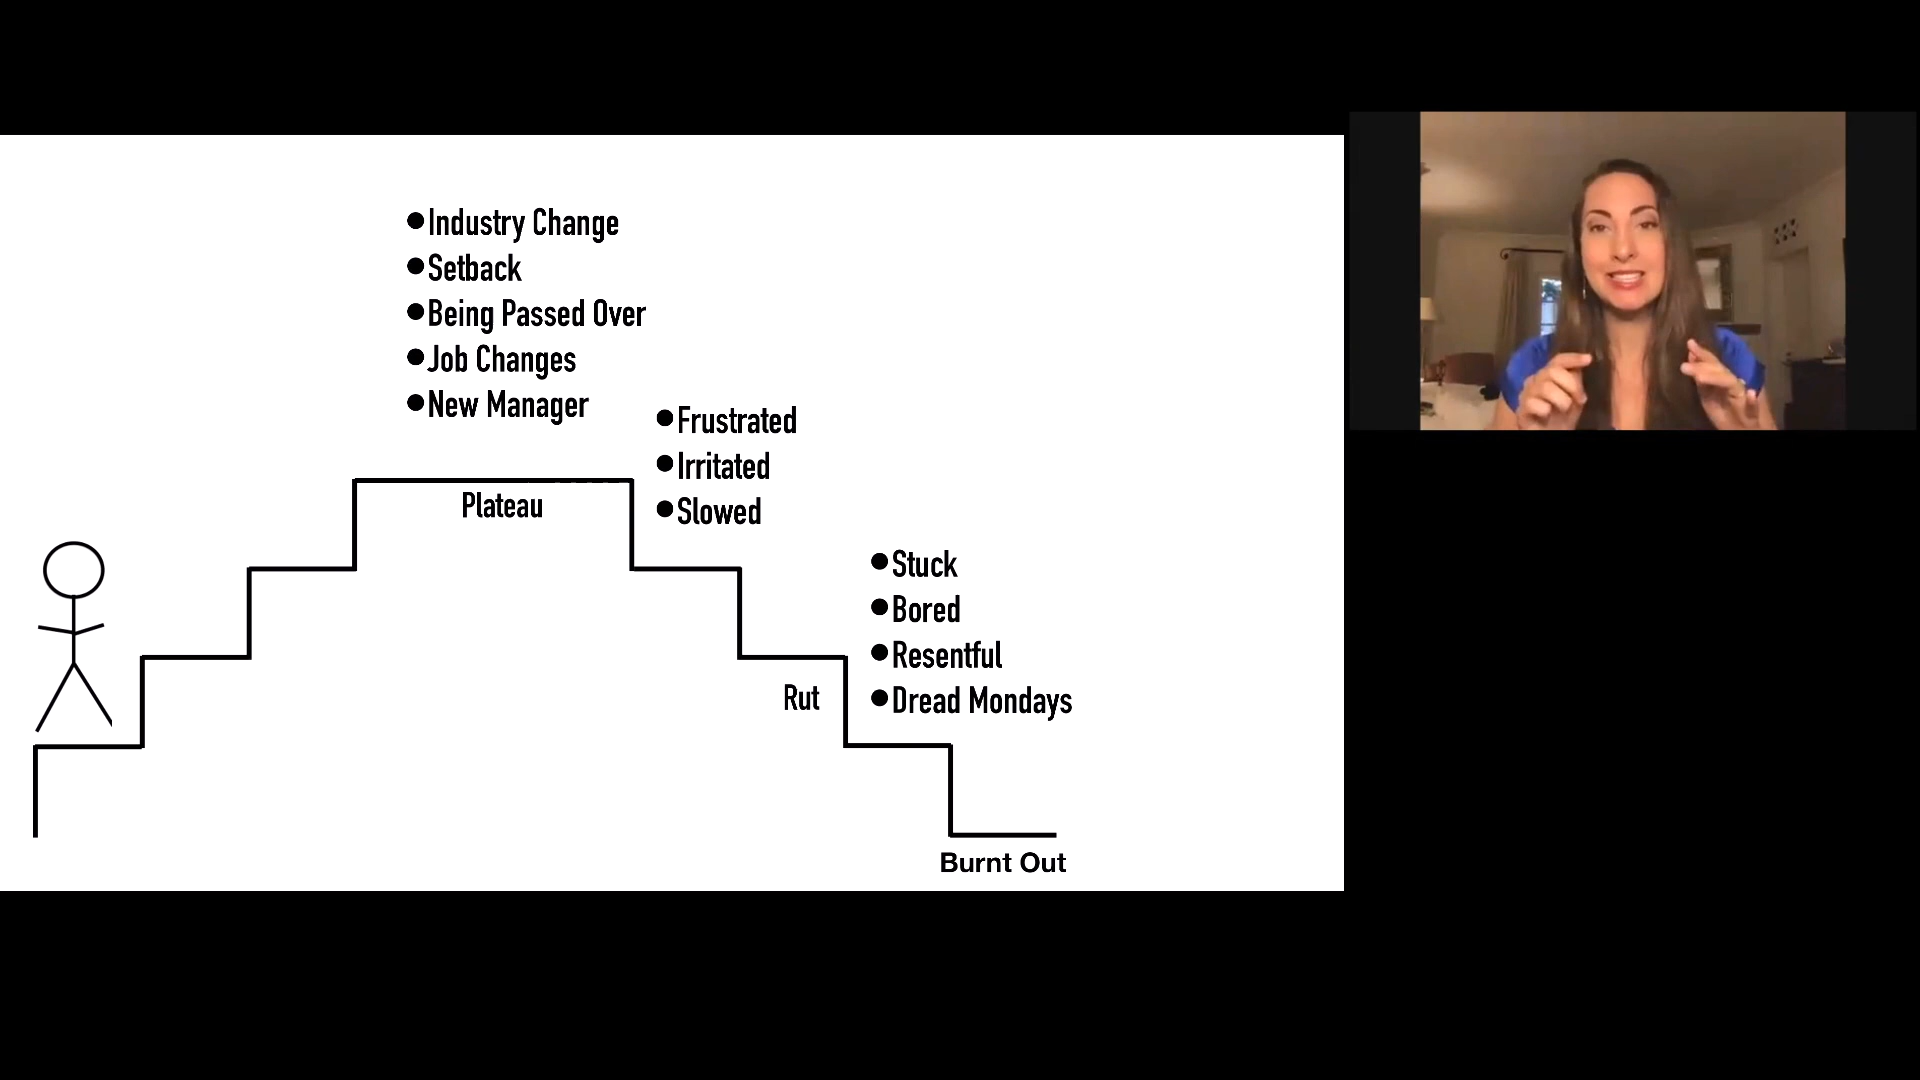 ●Industry Change
●Setback
●Being Passed Over
●Job Changes
●New Manager
●Frustrated
●Irritated
●Slowed
Plateau
●Stuck
●Bored
●Resentful
●Dread Mondays
Rut
Burnt Out